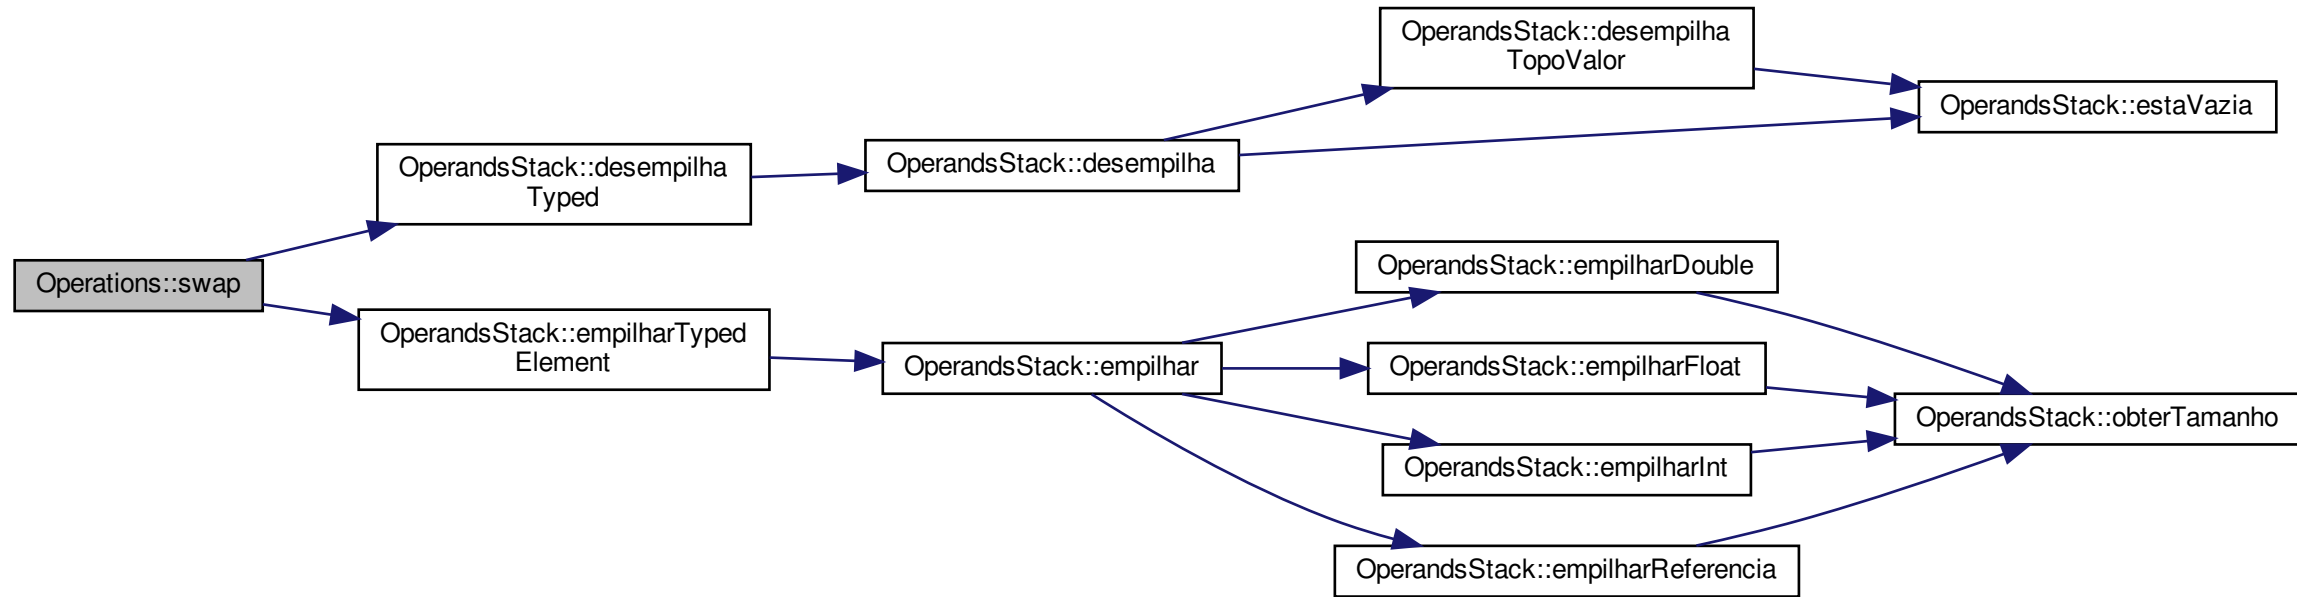 Operations::swap
OperandsStack::desempilha
Typed
OperandsStack::empilharTyped
Element
OperandsStack::desempilha
OperandsStack::empilhar
OperandsStack::desempilha
TopoValor
OperandsStack::empilharDouble
OperandsStack::empilharFloat
OperandsStack::empilharInt
OperandsStack::empilharReferencia
OperandsStack::estaVazia
OperandsStack::obterTamanho